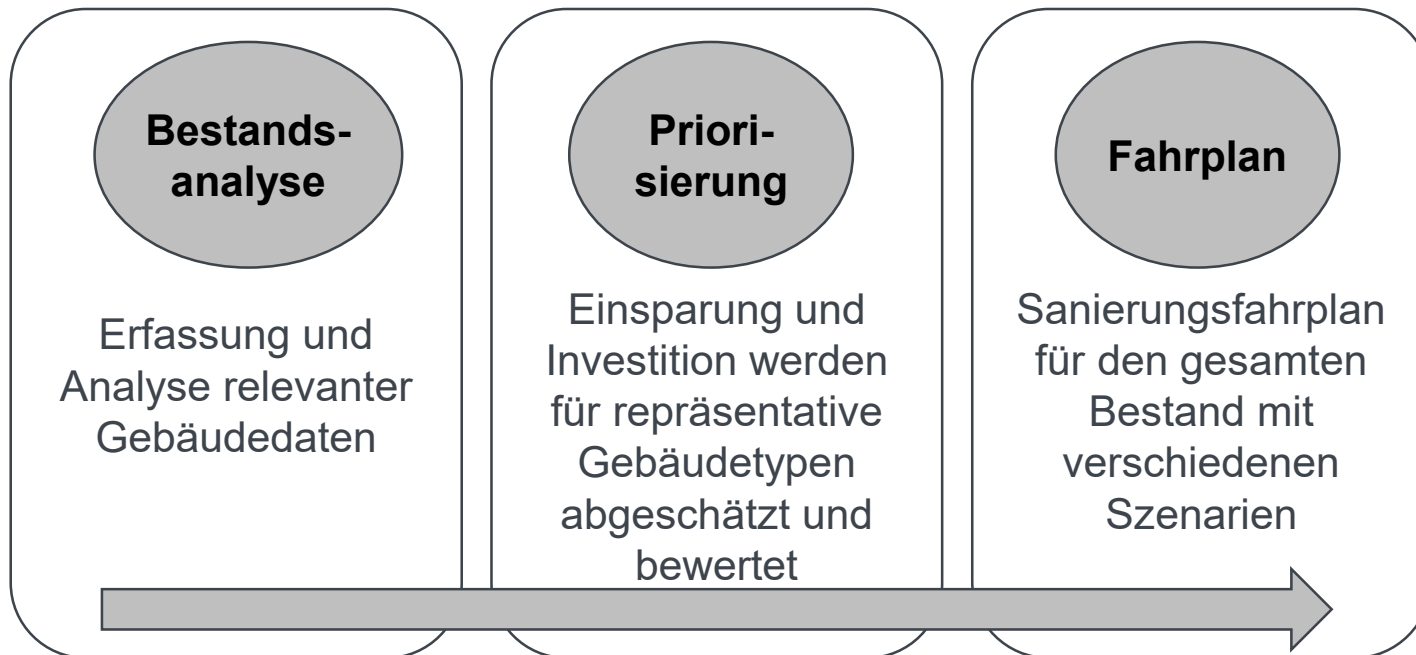 Bestands-
analyse
Erfassung und
Analyse relevanter
Gebäudedaten
Priori-
sierung
Einsparung und
Investition werden
für repräsentative
Gebäudetypen
abgeschätzt und
bewertet
Fahrplan
Sanierungsfahrplan
für den gesamten
Bestand mit
verschiedenen
Szenarien